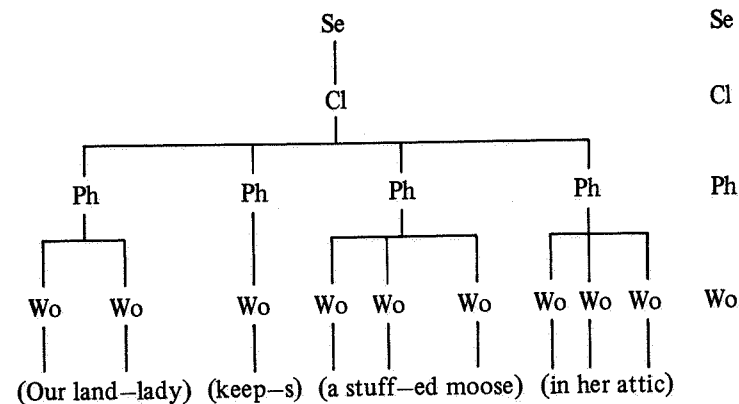 Se Se
Cl Cl
Ph Ph Ph Ph Ph
Wo Wo Wo Wo Wo Wo Wo Wo Wo Wo
(Our land–lady) (keep–s) (a stuff–ed moose) (in her attic)